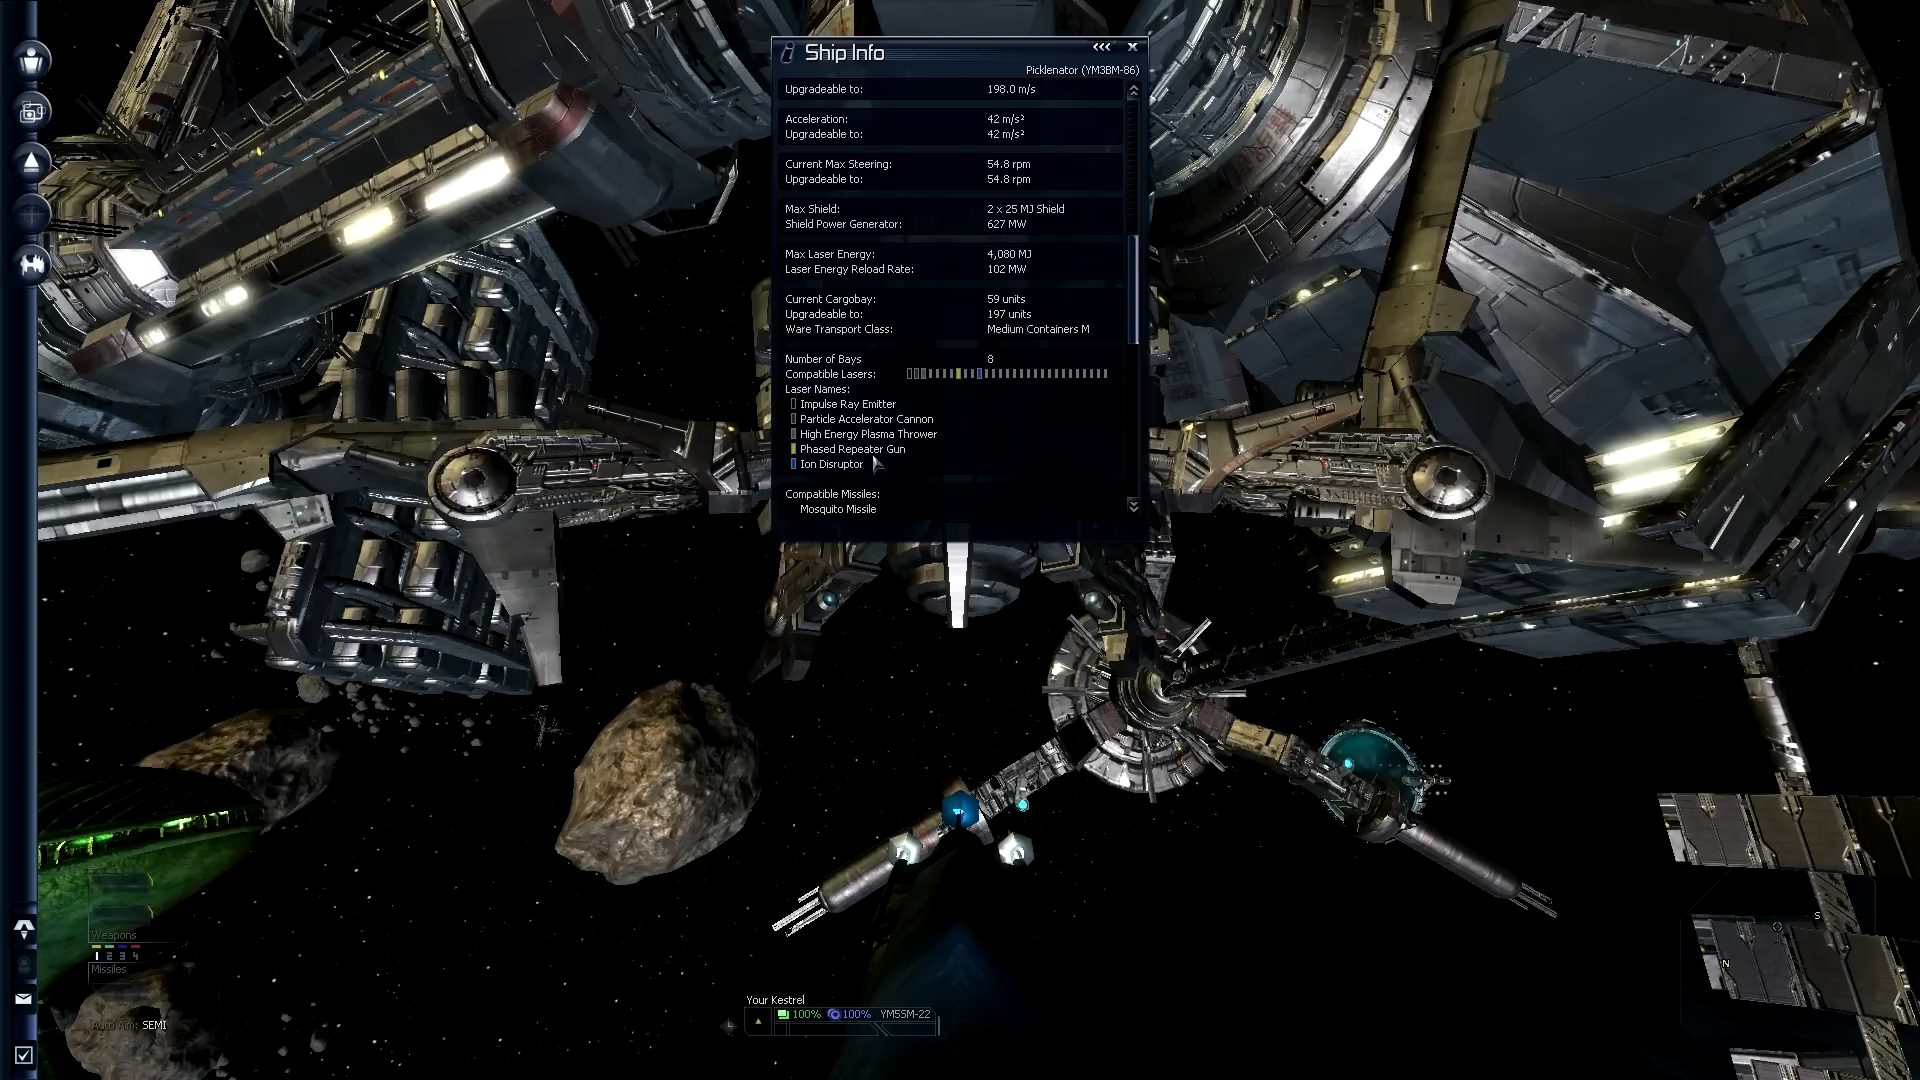 Ship Info
Picklenator (YM3BM-86)
Upgradeable to: 198.0 m/s
Acceleration: 42 m/s²
Upgradeable to: 42 m/s²
Current Max Steering: 54.8 rpm
Upgradeable to: 54.8 rpm
Max Shield: 2 x 25 MJ Shield
Shield Power Generator: 627 MW
Max Laser Energy: 4,080 MJ
Laser Energy Reload Rate: 102 MW
Current Cargobay: 59 units
Upgradeable to: 197 units
Ware Transport Class: Medium Containers M
Number of Bays 8
Compatible Lasers:
Laser Names:
Impulse Ray Emitter
Particle Accelerator Cannon
High Energy Plasma Thrower
Phased Repeater Gun
Ion Disruptor
Compatible Missiles:
Mosquito Missile
Weapons
1 2 3 4
Missiles
Auto Aim: SEMI
Your Kestrel
100% 100% YM5SM-22
S
N